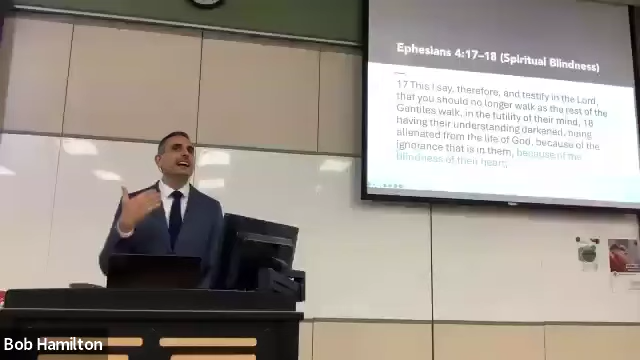 Ephesians 4:17–18 (Spiritual Blindness)
17 This I say, therefore, and testify in the Lord,
that you should no longer walk as the rest of the
Gentiles walk, in the futility of their mind, 18
having their understanding darkened, being
alienated from the life of God, because of the
ignorance that is in them, because of the
blindness of their heart;
Bob Hamilton